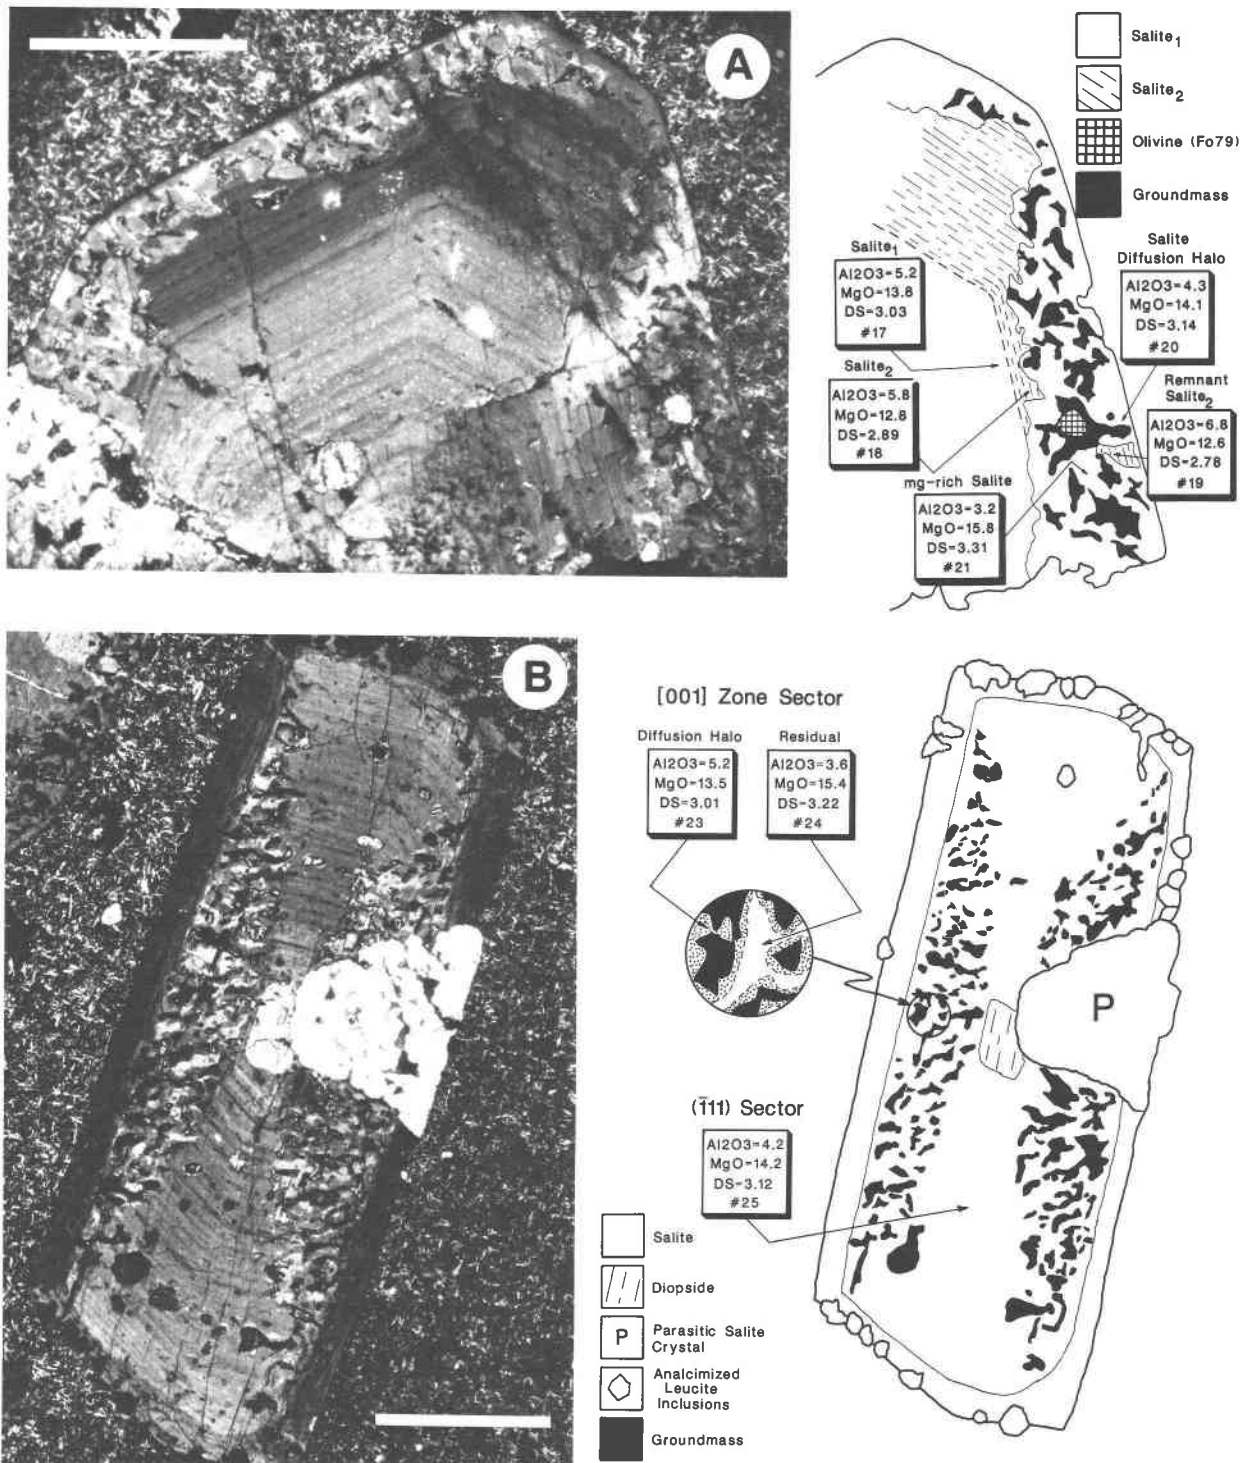 A
Salite1
Salite2
Olivine (Fo79)
Groundmass
Salite1
Al2O3=5.2
MgO=13.8
DS=3.03
#17
Salite
Diffusion Halo
Al2O3=4.3
MgO=14.1
DS=3.14
#20
Salite2
Al2O3=5.8
MgO=12.8
DS=2.89
#18
Remnant
Salite2
Al2O3=6.8
MgO=12.6
DS=2.78
#19
mg-rich Salite
Al2O3=3.2
MgO=15.8
DS=3.31
#21
B
[001] Zone Sector
Diffusion Halo
Al2O3=5.2
MgO=13.5
DS=3.01
#23
Residual
Al2O3=3.6
MgO=15.4
DS=3.22
#24
P
(1̅11) Sector
Al2O3=4.2
MgO=14.2
DS=3.12
#25
Salite
Diopside
P
Parasitic Salite
Crystal
Analcimized
Leucite
Inclusions
Groundmass